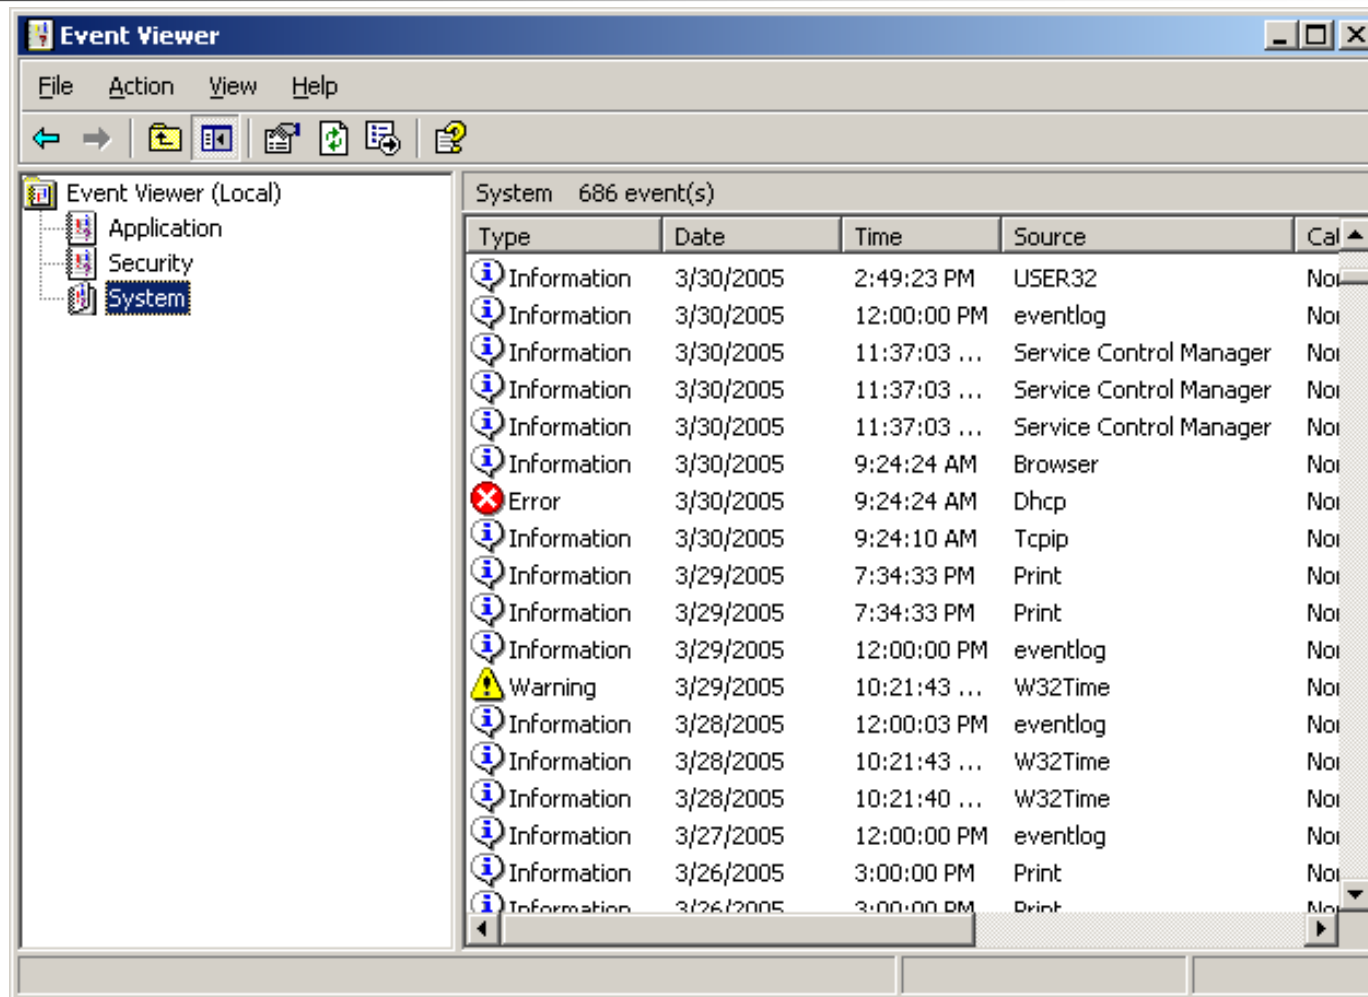 Event Viewer
File Action View Help
Event Viewer (Local)
Application
Security
System
System 686 event(s)
Type Date Time Source
Information 3/30/2005 2:49:23 PM USER32
Information 3/30/2005 12:00:00 PM eventlog
Information 3/30/2005 11:37:03 ... Service Control Manager
Information 3/30/2005 11:37:03 ... Service Control Manager
Information 3/30/2005 11:37:03 ... Service Control Manager
Information 3/30/2005 9:24:24 AM Browser
Error 3/30/2005 9:24:24 AM Dhcp
Information 3/30/2005 9:24:10 AM Tcpip
Information 3/29/2005 7:34:33 PM Print
Information 3/29/2005 7:34:33 PM Print
Information 3/29/2005 12:00:00 PM eventlog
Warning 3/29/2005 10:21:43 ... W32Time
Information 3/28/2005 12:00:03 PM eventlog
Information 3/28/2005 10:21:43 ... W32Time
Information 3/28/2005 10:21:40 ... W32Time
Information 3/27/2005 12:00:00 PM eventlog
Information 3/26/2005 3:00:00 PM Print
Information 3/26/2005 3:00:00 PM Print